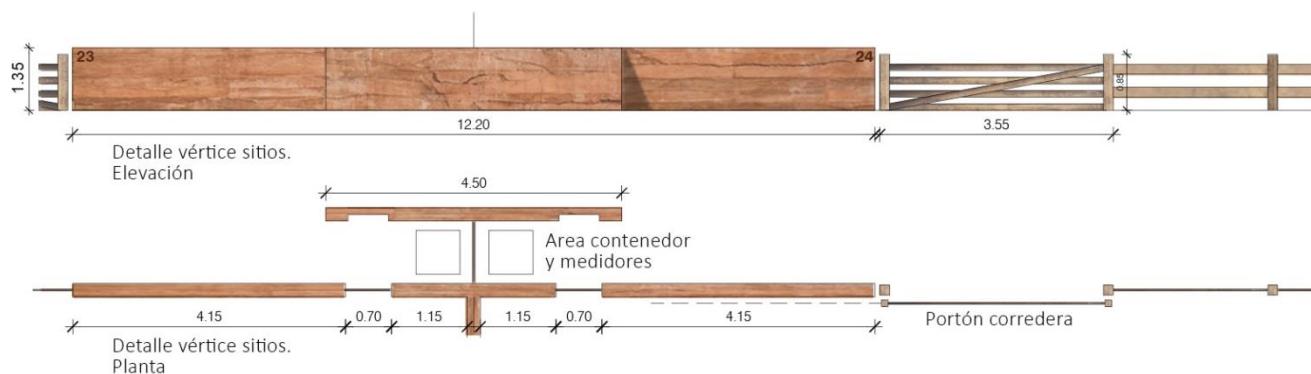 23
24
1.35
0.85
12.20
3.55
Detalle vértice sitios.
Elevación
4.50
Area contenedor
y medidores
4.15
0.70
1.15
1.15
0.70
4.15
Portón corredera
Detalle vértice sitios.
Planta